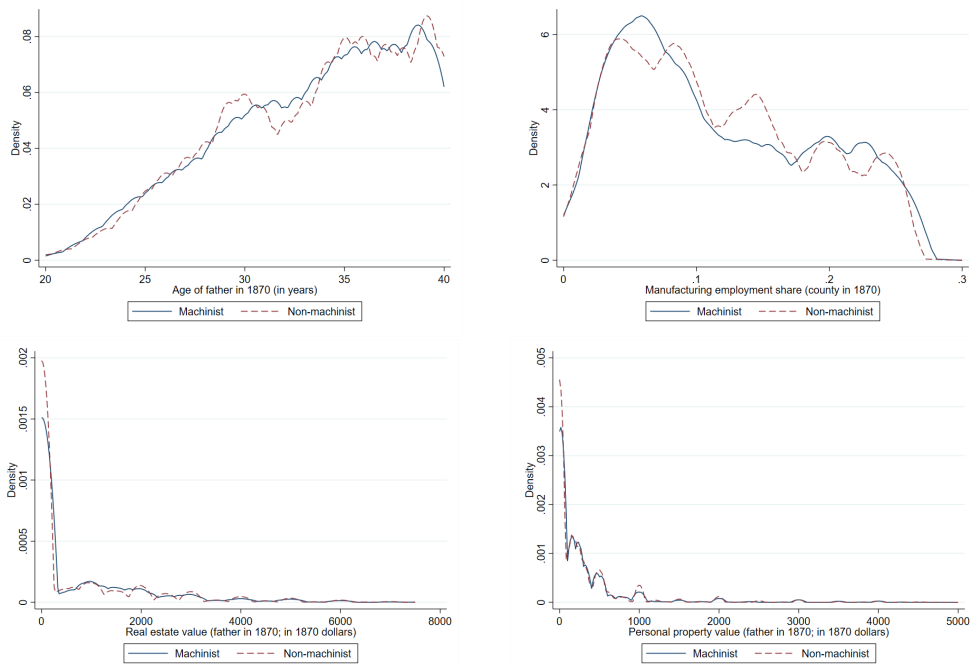 .08
.06
.04
.02
0
Density
20 25 30 35 40
Age of father in 1870 (in years)
Machinist Non-machinist
6
4
2
0
Density
0 .1 .2 .3
Manufacturing employment share (county in 1870)
Machinist Non-machinist
.002
.0015
.001
.0005
0
Density
0 2000 4000 6000 8000
Real estate value (father in 1870; in 1870 dollars)
Machinist Non-machinist
.005
.004
.003
.002
.001
0
Density
0 1000 2000 3000 4000 5000
Personal property value (father in 1870; in 1870 dollars)
Machinist Non-machinist